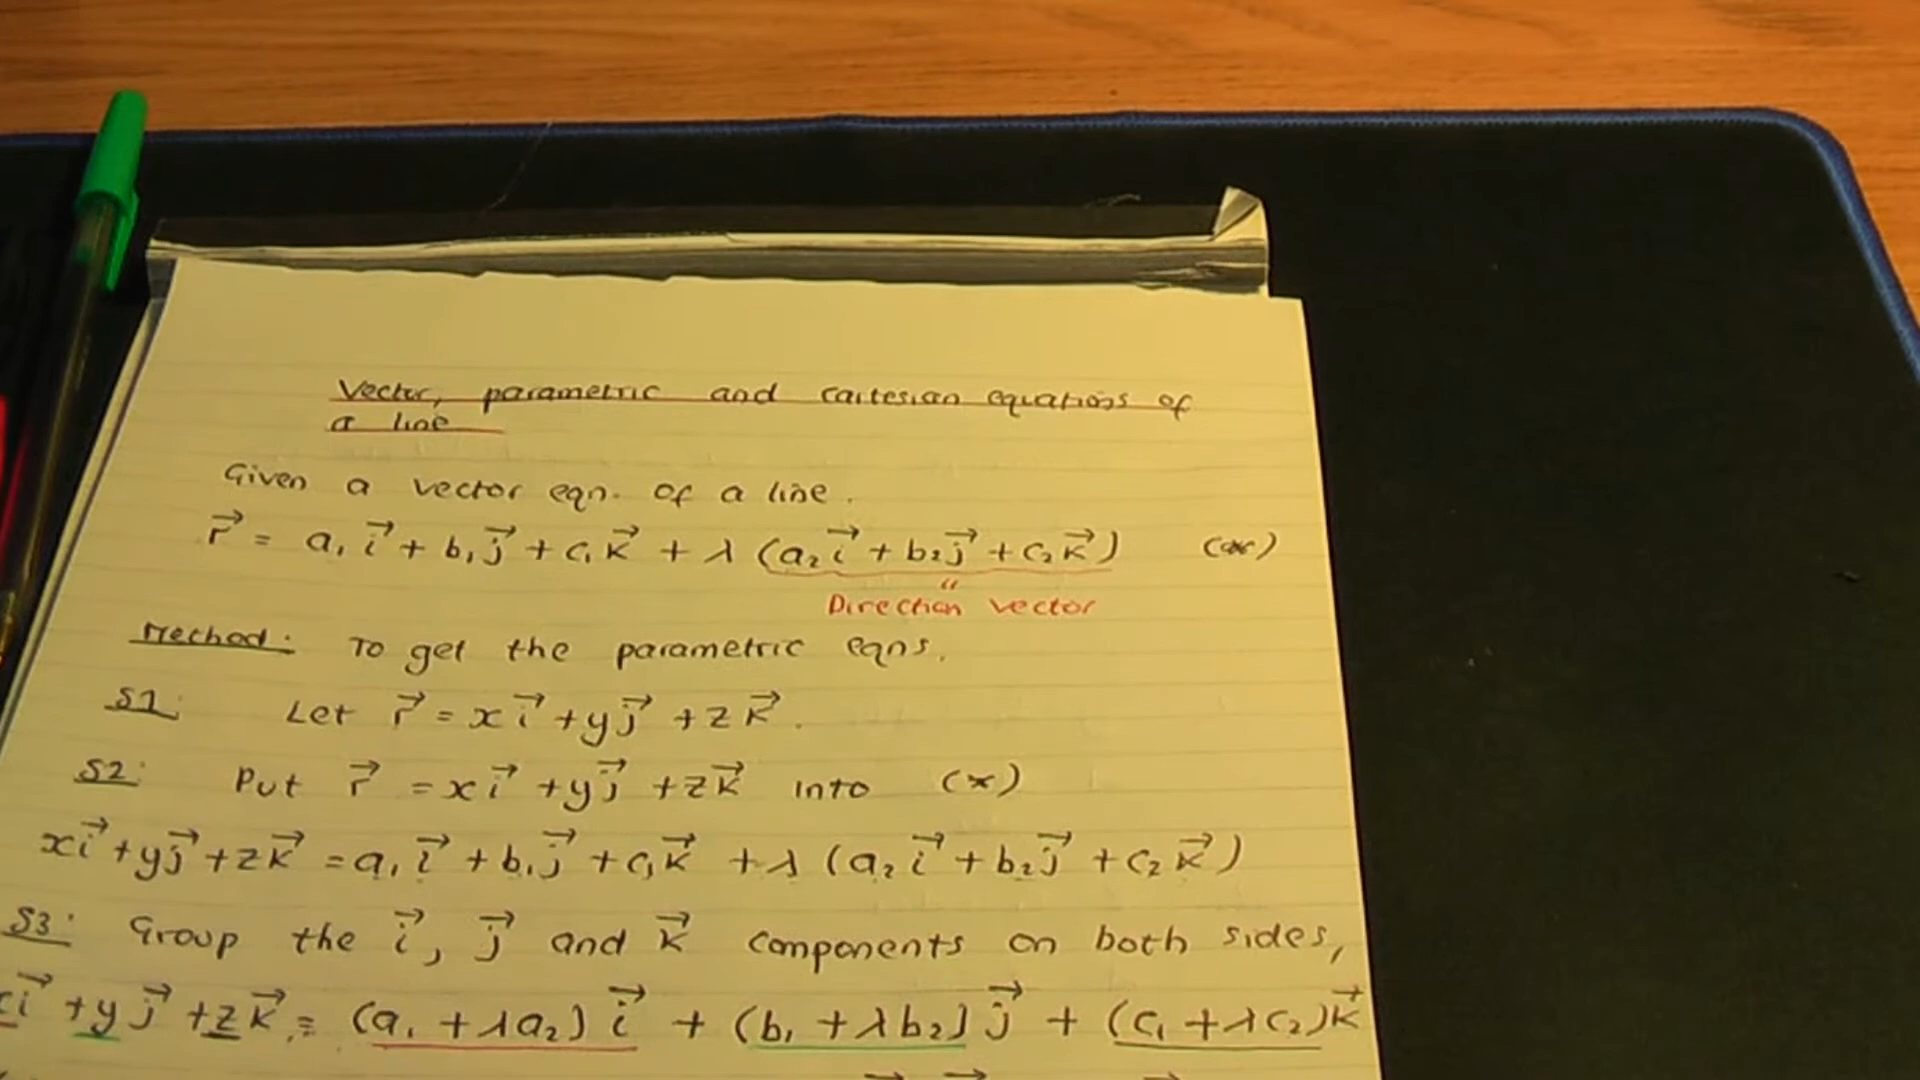 Vector, parametric and cartesian equations of
a line
Given a vector eqn. of a line.
r⃗ = a₁ i⃗ + b₁ j⃗ + c₁ k⃗ + λ (a₂ i⃗ + b₂ j⃗ + c₂ k⃗) (*)
"
Direction vector
Method: To get the parametric eqns.
S1: Let r⃗ = x i⃗ + y j⃗ + z k⃗.
S2: Put r⃗ = x i⃗ + y j⃗ + z k⃗ into (*)
x i⃗ + y j⃗ + z k⃗ = a₁ i⃗ + b₁ j⃗ + c₁ k⃗ + λ (a₂ i⃗ + b₂ j⃗ + c₂ k⃗)
S3: Group the i⃗, j⃗ and k⃗ components on both sides,
x i⃗ + y j⃗ + z k⃗ = (a₁ + λa₂) i⃗ + (b₁ + λb₂) j⃗ + (c₁ + λc₂) k⃗